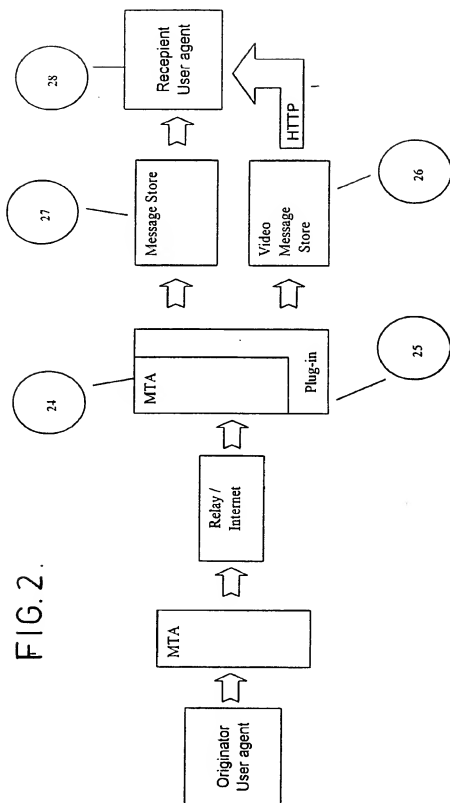 FIG. 2.
Originator
User agent
MTA
Relay /
Internet
MTA
Plug-in
24
25
Message Store
27
Video
Message
Store
26
HTTP
Recepient
User agent
28